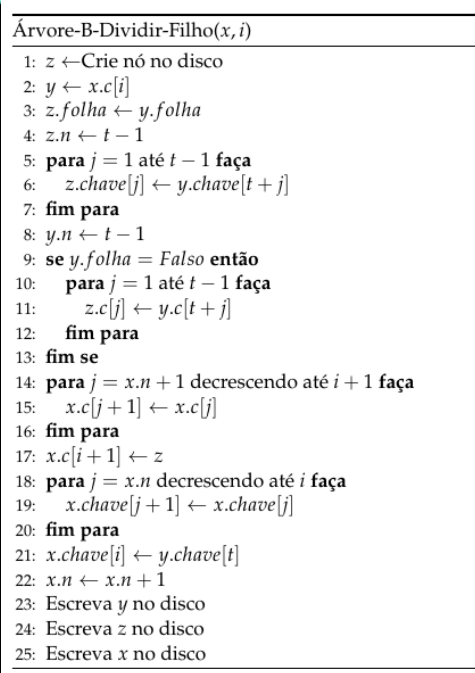 Árvore-B-Dividir-Filho(x, i)
1: z ←Crie nó no disco
2: y ← x.c[i]
3: z.folha ← y.folha
4: z.n ← t − 1
5: para j = 1 até t − 1 faça
6: z.chave[j] ← y.chave[t + j]
7: fim para
8: y.n ← t − 1
9: se y.folha = Falso então
10: para j = 1 até t − 1 faça
11: z.c[j] ← y.c[t + j]
12: fim para
13: fim se
14: para j = x.n + 1 decrescendo até i + 1 faça
15: x.c[j + 1] ← x.c[j]
16: fim para
17: x.c[i + 1] ← z
18: para j = x.n decrescendo até i faça
19: x.chave[j + 1] ← x.chave[j]
20: fim para
21: x.chave[i] ← y.chave[t]
22: x.n ← x.n + 1
23: Escreva y no disco
24: Escreva z no disco
25: Escreva x no disco